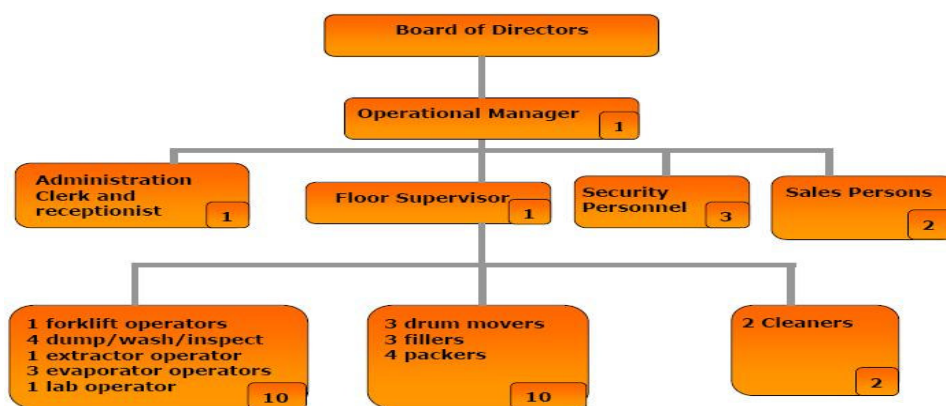 Board of Directors
Operational Manager
1
Administration
Clerk and
receptionist
1
Floor Supervisor
1
Security
Personnel
3
Sales Persons
2
1 forklift operators
4 dump/wash/inspect
1 extractor operator
3 evaporator operators
1 lab operator
10
3 drum movers
3 fillers
4 packers
10
2 Cleaners
2